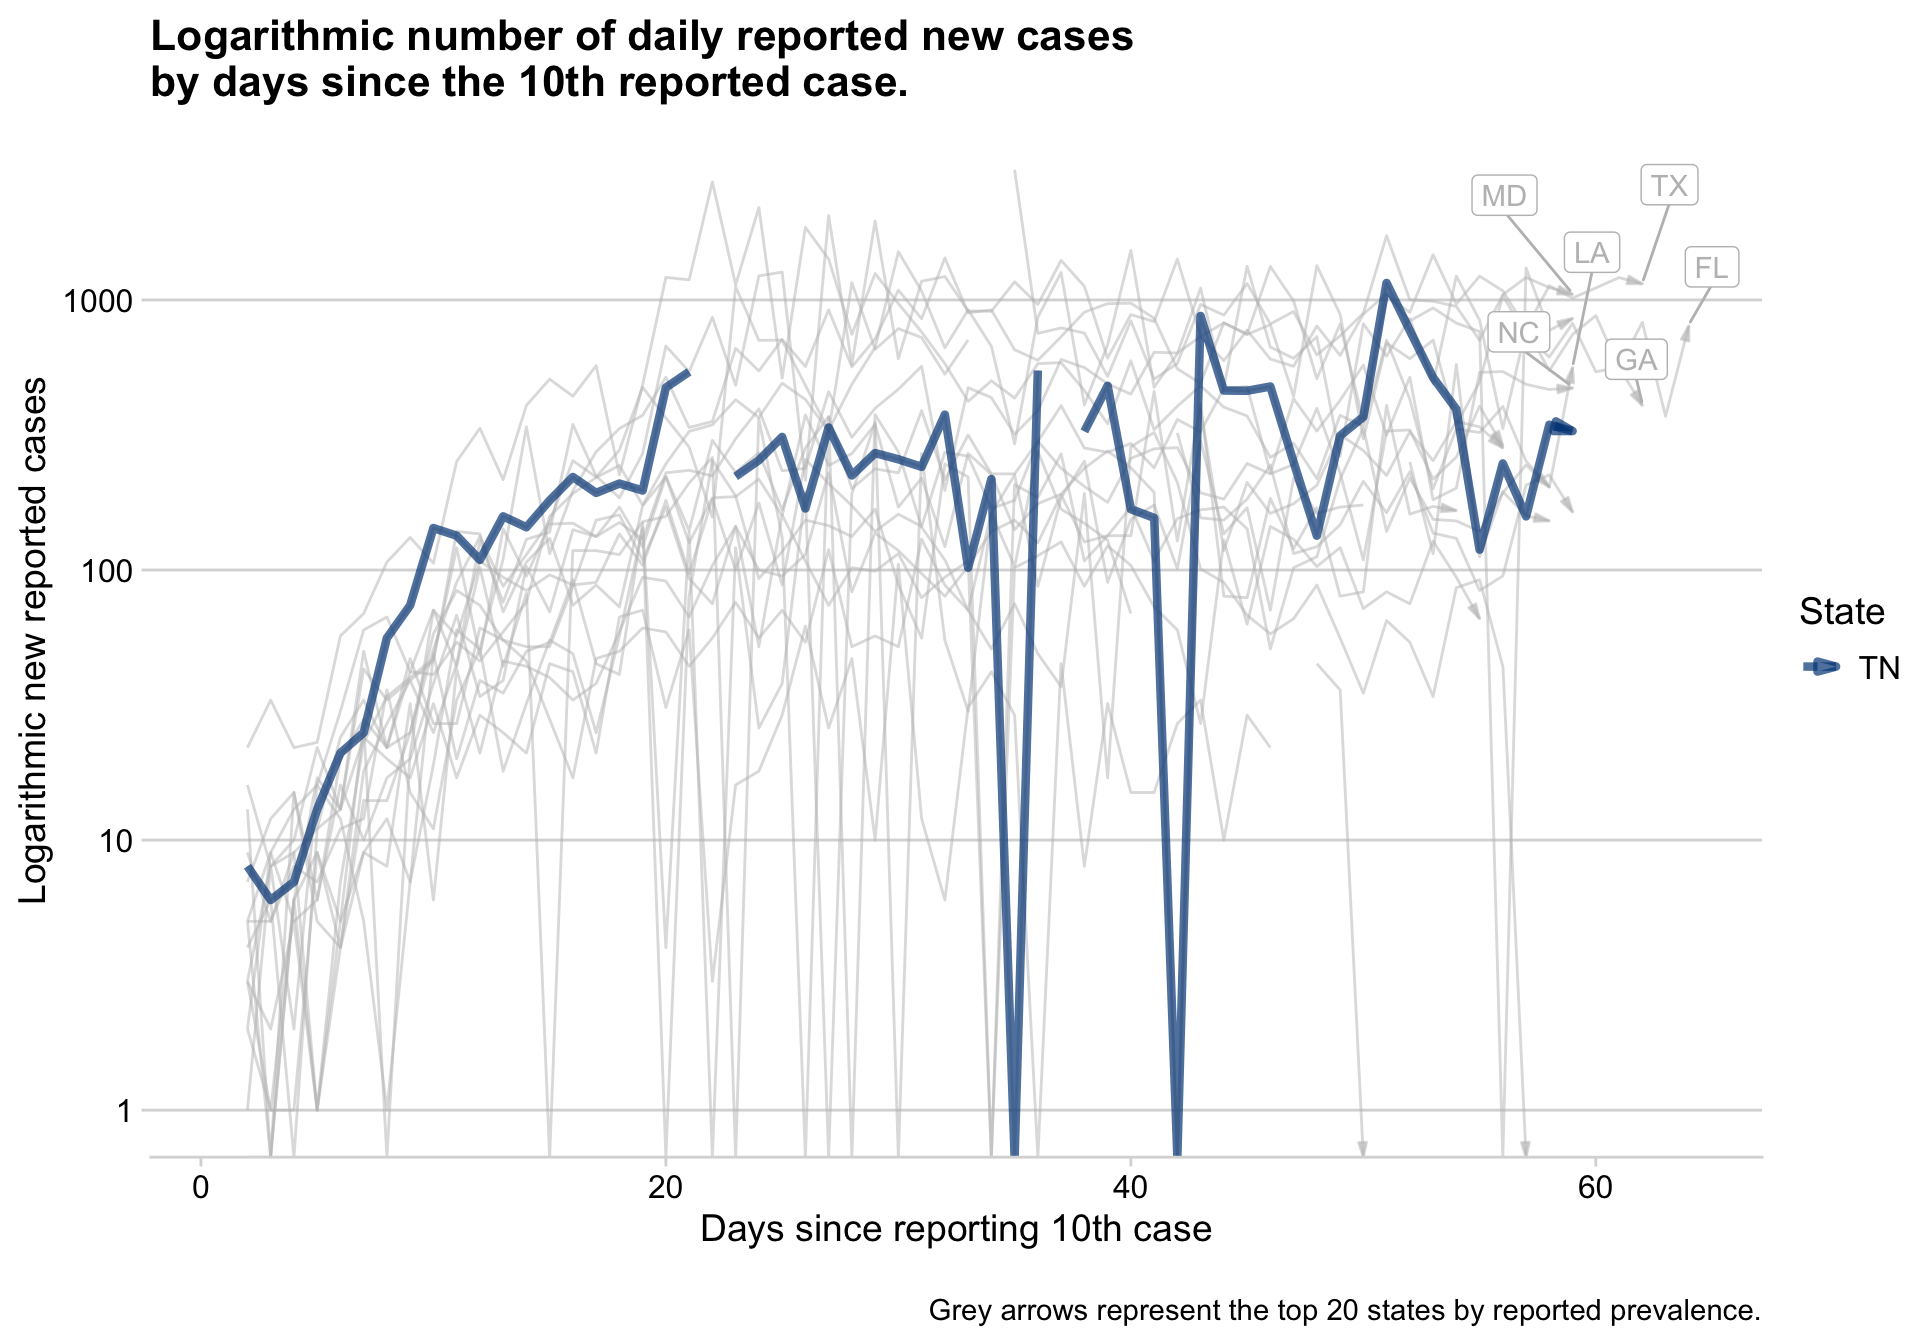 Logarithmic number of daily reported new cases
by days since the 10th reported case.
MD
TX
LA
FL
NC
GA
1000
100
10
1
Logarithmic new reported cases
0
20
40
60
Days since reporting 10th case
State
TN
Grey arrows represent the top 20 states by reported prevalence.